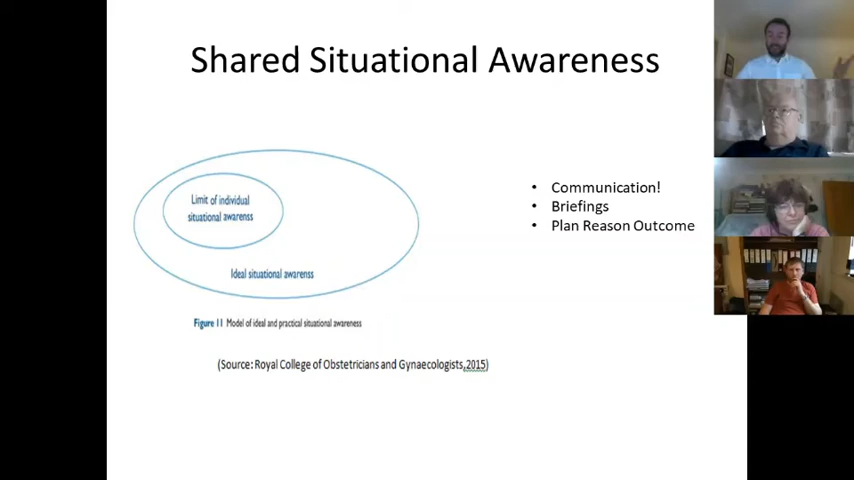 Shared Situational Awareness
Limit of individual
situational awarenss
Ideal situational awarenss
Figure 11 Model of ideal and practical situational awareness
(Source: Royal College of Obstetricians and Gynaecologists,2015)
• Communication!
• Briefings
• Plan Reason Outcome